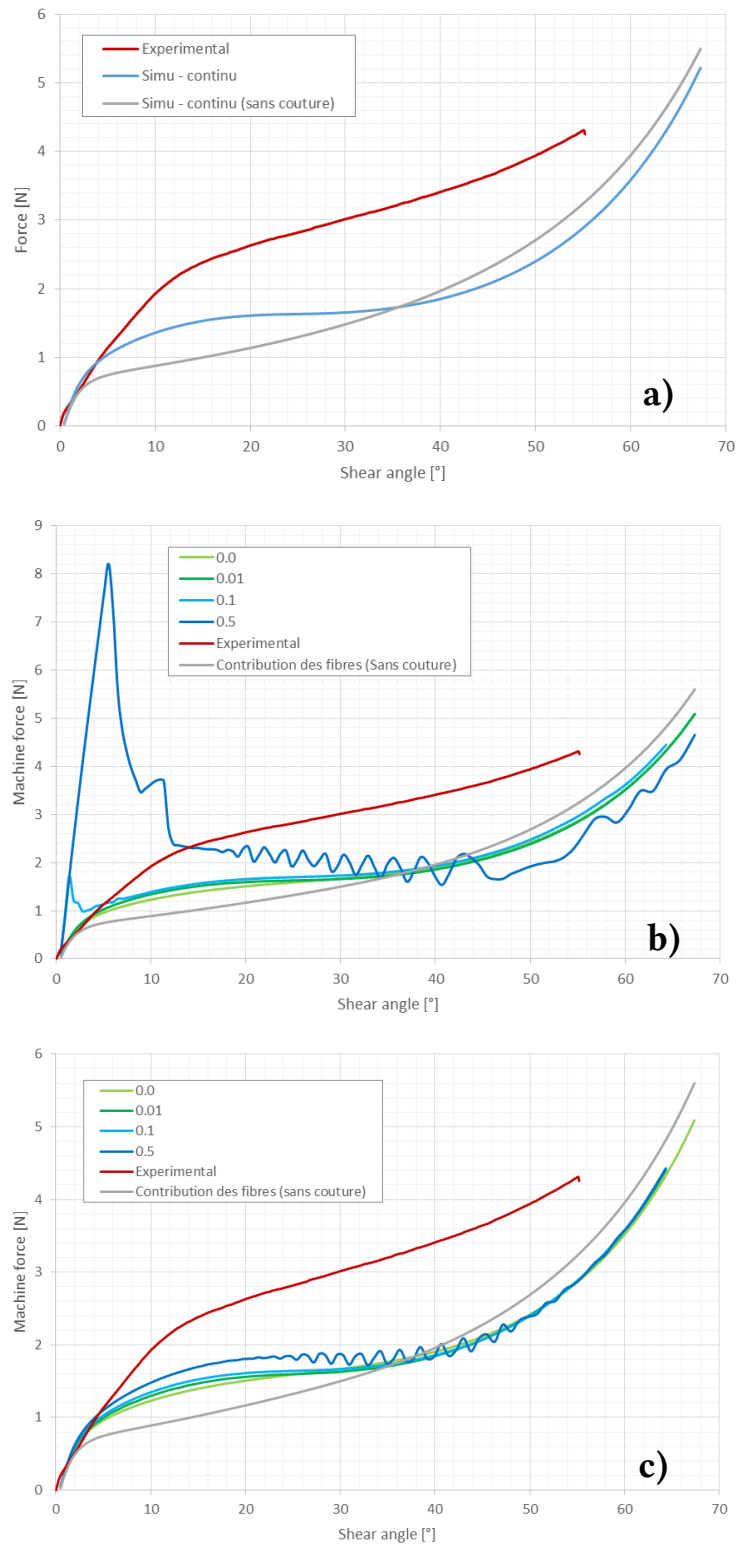 6
5
4
3
2
1
0
Force [N]
Experimental
Simu - continu
Simu - continu (sans couture)
a)
0 10 20 30 40 50 60 70
Shear angle [°]
9
8
7
6
5
4
3
2
1
0
Machine force [N]
0.0
0.01
0.1
0.5
Experimental
Contribution des fibres (Sans couture)
b)
0 10 20 30 40 50 60 70
Shear angle [°]
6
5
4
3
2
1
0
Machine force [N]
0.0
0.01
0.1
0.5
Experimental
Contribution des fibres (sans couture)
c)
0 10 20 30 40 50 60 70
Shear angle [°]